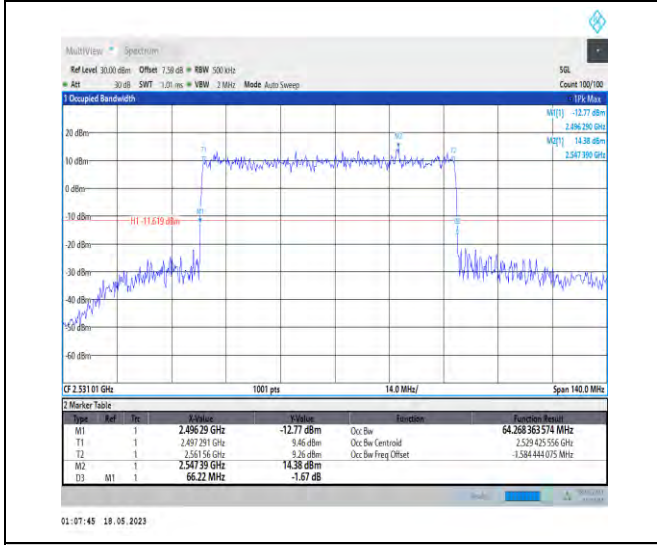 MultiView Spectrum
Ref Level 30.00 dBm Offset 7.58 dB RBW 500 kHz SGL
Att 30 dB SWT 1.01 ms VBW 2 MHz Mode Auto Sweep Count 100/100
1 Occupied Bandwidth 1Pk Max
M1[1] -12.77 dBm
2.496 290 GHz
20 dBm
M2[1] 14.38 dBm
2.547 390 GHz
T1 M2 T2
10 dBm
0 dBm
M1
-10 dBm
H1 -11.619 dBm
-20 dBm
-30 dBm
-40 dBm
-50 dBm
-60 dBm
CF 2.53101 GHz 1001 pts 14.0 MHz/ Span 140.0 MHz
2 Marker Table
Type Ref Trc X-Value Y-Value Function Function Result
M1 1 2.49629 GHz -12.77 dBm Occ Bw 64.268 363 574 MHz
T1 1 2.497 291 GHz 9.46 dBm Occ Bw Centroid 2.529 425 556 GHz
T2 1 2.561 56 GHz 9.26 dBm Occ Bw Freq Offset -1.584 444 075 MHz
M2 1 2.54739 GHz 14.38 dBm
D3 M1 1 66.22 MHz -1.67 dB
01:07:45 18.05.2023